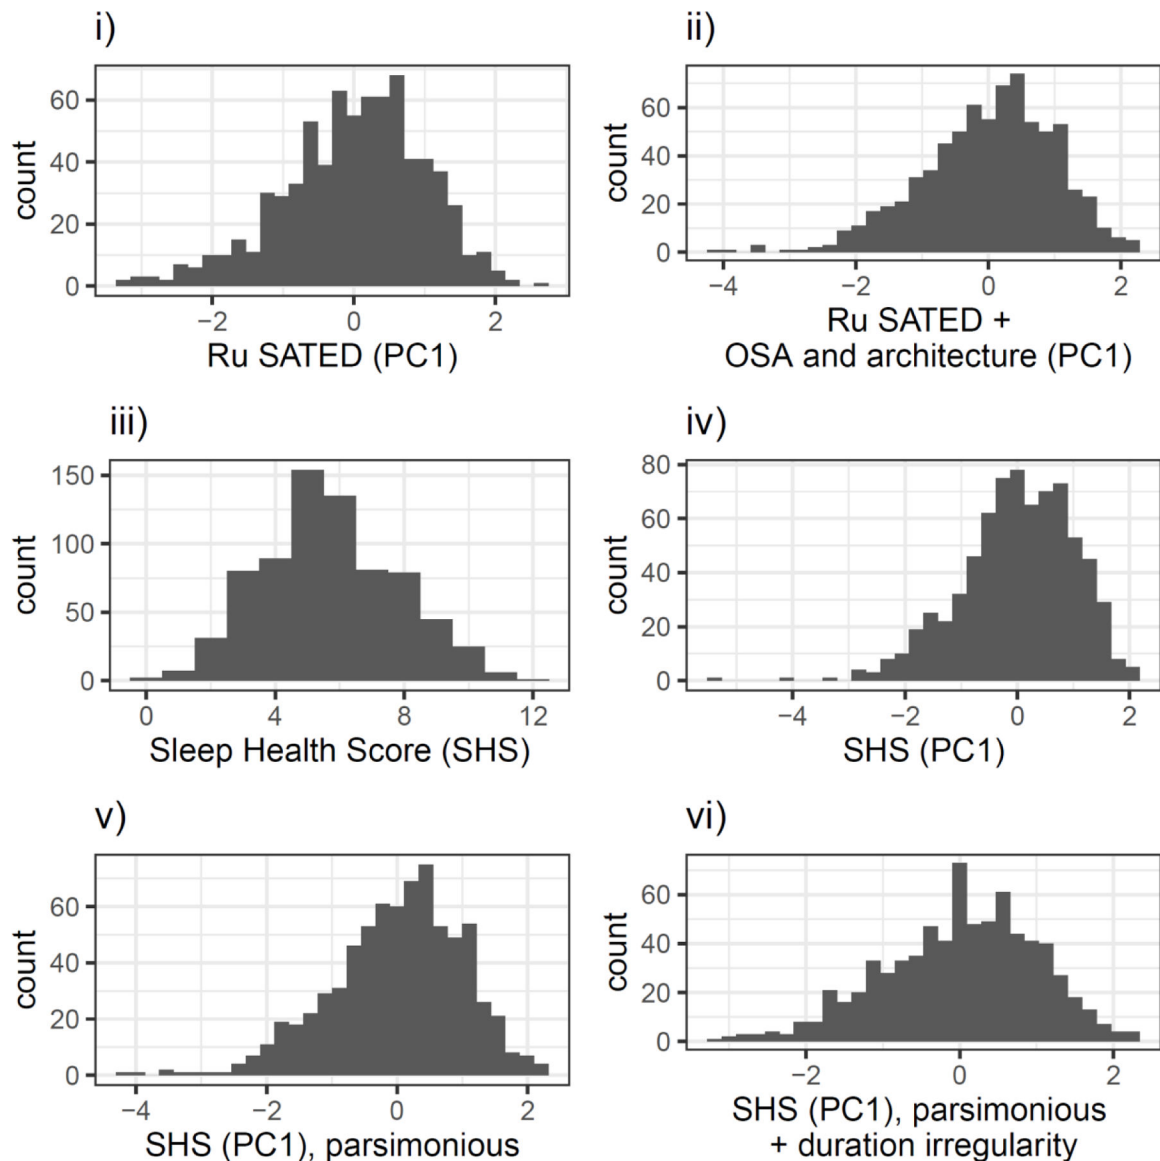 i)
count
60
40
20
0
−2
0
2
Ru SATED (PC1)
ii)
count
60
40
20
0
−4
−2
0
2
Ru SATED +
OSA and architecture (PC1)
iii)
count
150
100
50
0
0
4
8
12
Sleep Health Score (SHS)
iv)
count
80
60
40
20
0
−4
−2
0
2
SHS (PC1)
v)
count
60
40
20
0
−4
−2
0
2
SHS (PC1), parsimonious
vi)
count
60
40
20
0
−2
0
2
SHS (PC1), parsimonious
+ duration irregularity